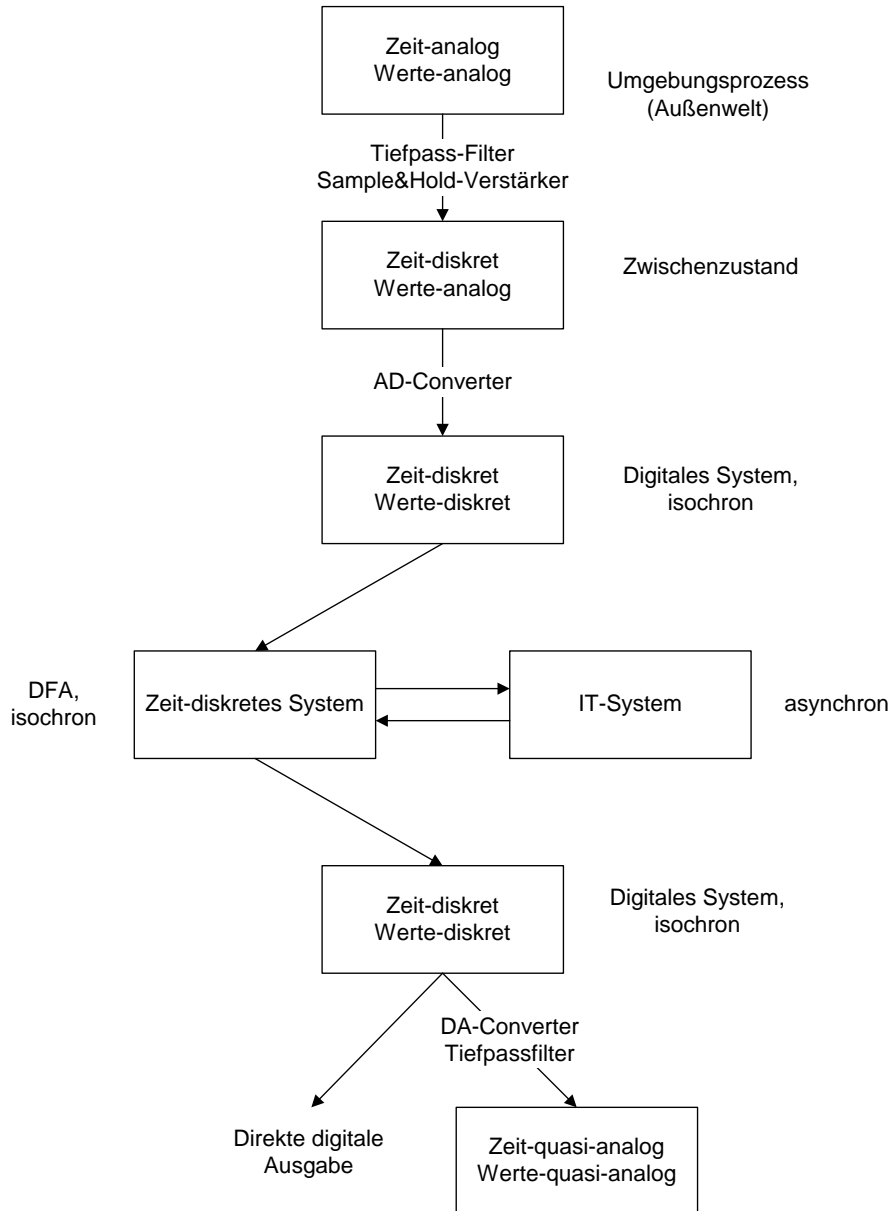 Zeit-analog
Werte-analog
Umgebungsprozess
(Außenwelt)
Tiefpass-Filter
Sample&Hold-Verstärker
Zeit-diskret
Werte-analog
Zwischenzustand
AD-Converter
Zeit-diskret
Werte-diskret
Digitales System,
isochron
DFA,
isochron
Zeit-diskretes System
IT-System
asynchron
Zeit-diskret
Werte-diskret
Digitales System,
isochron
DA-Converter
Tiefpassfilter
Direkte digitale
Ausgabe
Zeit-quasi-analog
Werte-quasi-analog